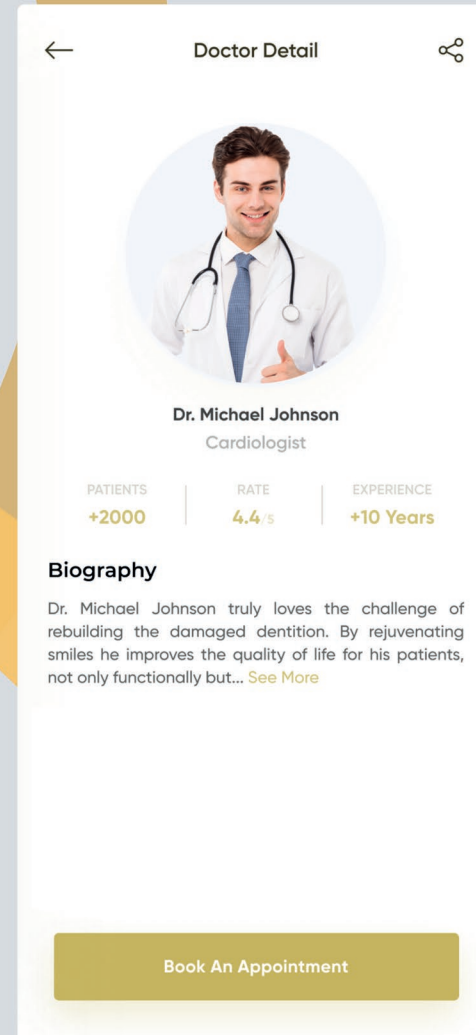 Doctor Detail
Dr. Michael Johnson
Cardiologist
PATIENTS RATE EXPERIENCE
+2000 4.4/5 +10 Years
Biography
Dr. Michael Johnson truly loves the challenge of
rebuilding the damaged dentition. By rejuvenating
smiles he improves the quality of life for his patients,
not only functionally but... See More
Book An Appointment